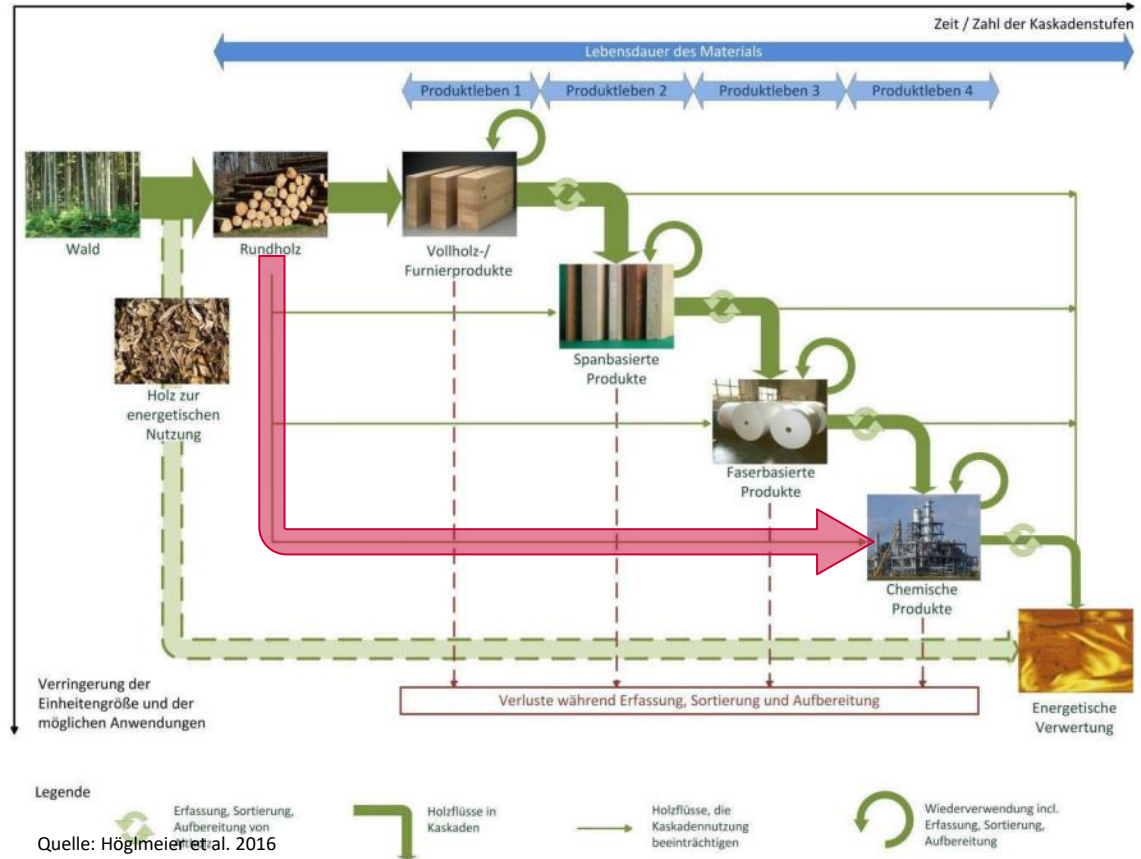 Zeit / Zahl der Kaskadenstufen
Lebensdauer des Materials
Produktleben 1
Produktleben 2
Produktleben 3
Produktleben 4
Wald
Rundholz
Vollholz-/
Furnierprodukte
Holz zur
energetischen
Nutzung
Spanbasierte
Produkte
Faserbasierte
Produkte
Chemische
Produkte
Verringerung der
Einheitengröße und der
möglichen Anwendungen
Verluste während Erfassung, Sortierung und Aufbereitung
Energetische
Verwertung
Legende
Erfassung, Sortierung,
Aufbereitung von
Holzflüsse in
Kaskaden
Holzflüsse, die
Kaskadennutzung
beeinträchtigen
Wiederverwendung incl.
Erfassung, Sortierung,
Aufbereitung
Quelle: Höglmeier et al. 2016